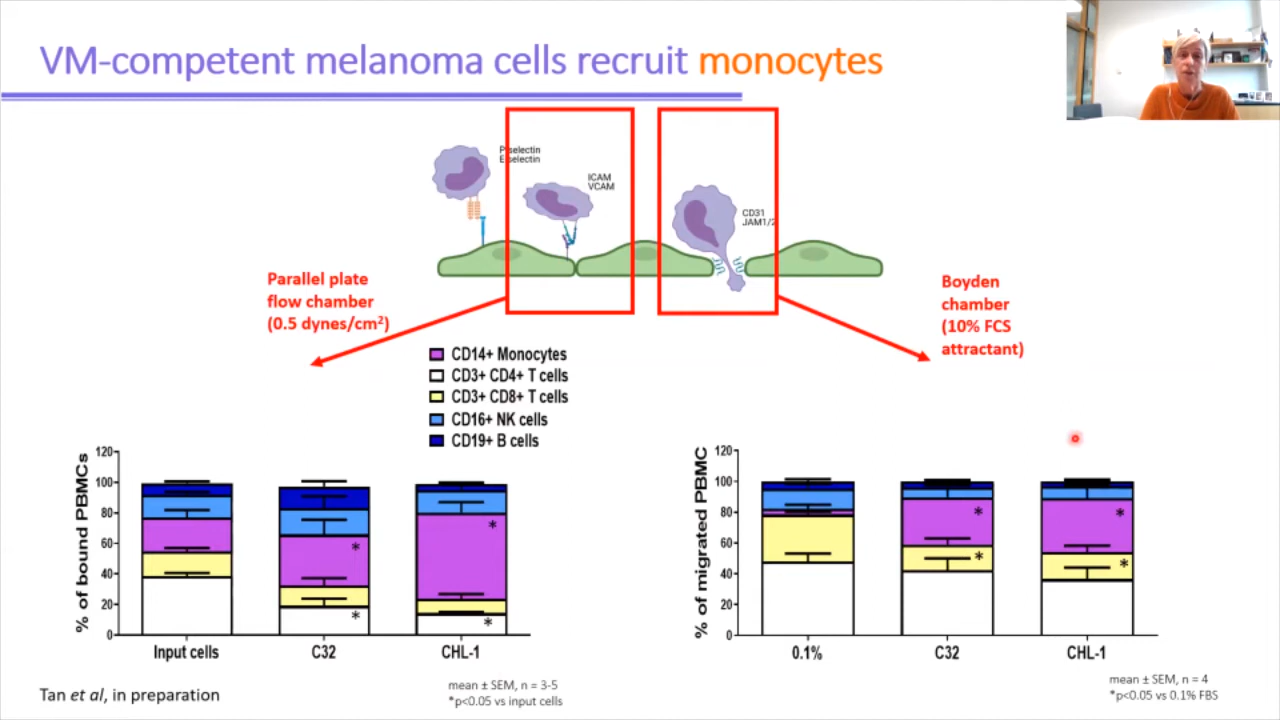 VM-competent melanoma cells recruit monocytes
P-selectin
E-selectin
ICAM
VCAM
CD31
JAM1/2
Parallel plate
flow chamber
(0.5 dynes/cm²)
Boyden
chamber
(10% FCS
attractant)
CD14+ Monocytes
CD3+ CD4+ T cells
CD3+ CD8+ T cells
CD16+ NK cells
CD19+ B cells
% of bound PBMCs
120
100
80
60
40
20
0
*
*
*
*
Input cells
C32
CHL-1
mean ± SEM, n = 3-5
*p<0.05 vs input cells
% of migrated PBMC
120
100
80
60
40
20
0
*
*
*
*
0.1%
C32
CHL-1
mean ± SEM, n = 4
*p<0.05 vs 0.1% FBS
Tan et al, in preparation